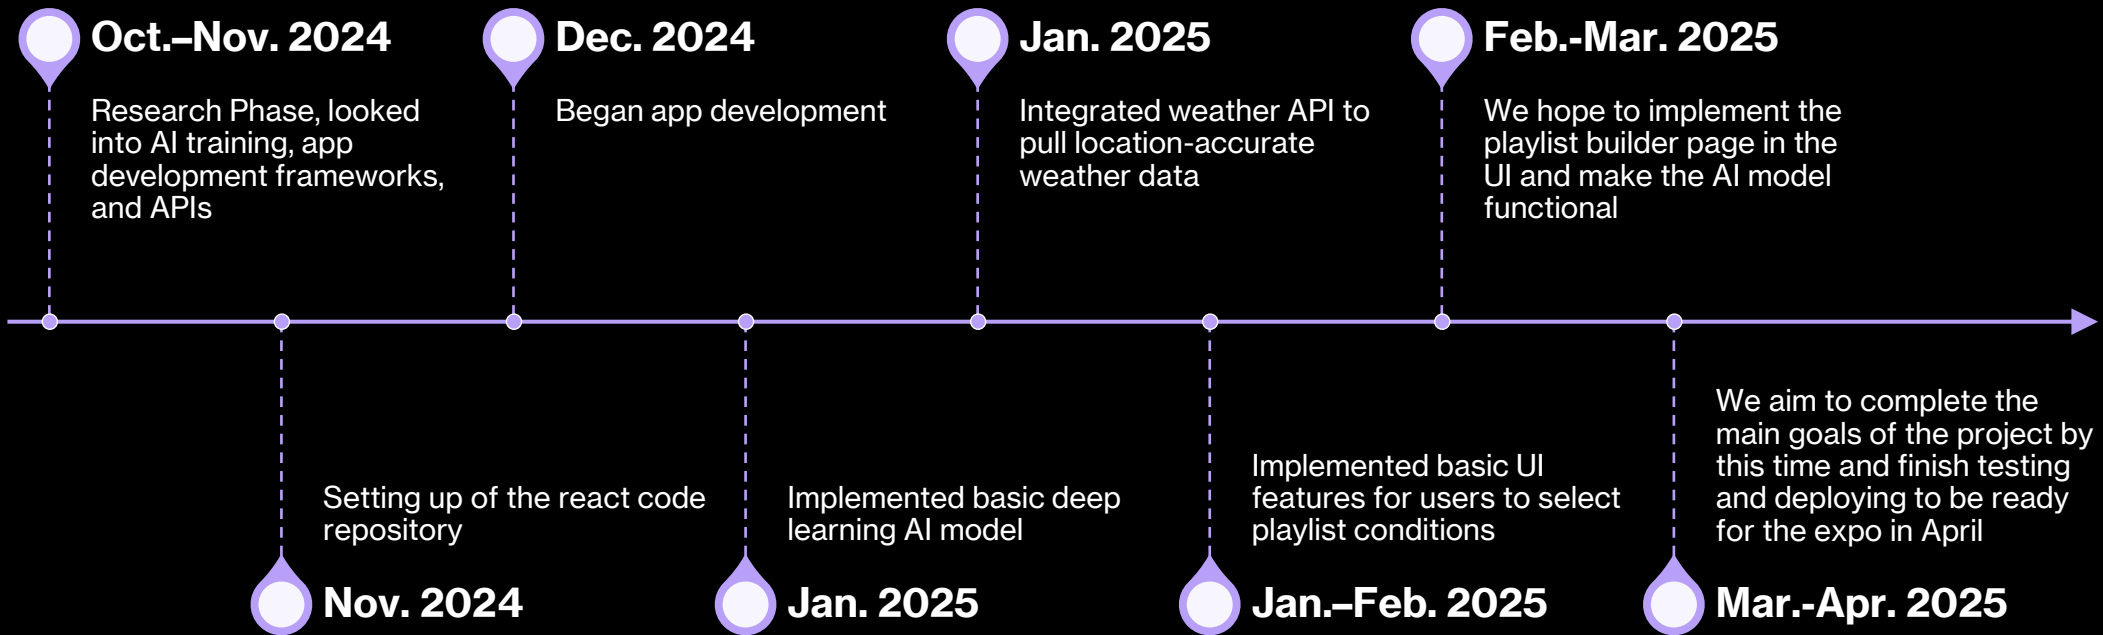 Oct.–Nov. 2024
Research Phase, looked
into AI training, app
development frameworks,
and APIs
Setting up of the react code
repository
Nov. 2024
Dec. 2024
Began app development
Implemented basic deep
learning AI model
Jan. 2025
Jan. 2025
Integrated weather API to
pull location-accurate
weather data
Implemented basic UI
features for users to select
playlist conditions
Jan.–Feb. 2025
Feb.-Mar. 2025
We hope to implement the
playlist builder page in the
UI and make the AI model
functional
We aim to complete the
main goals of the project by
this time and finish testing
and deploying to be ready
for the expo in April
Mar.-Apr. 2025